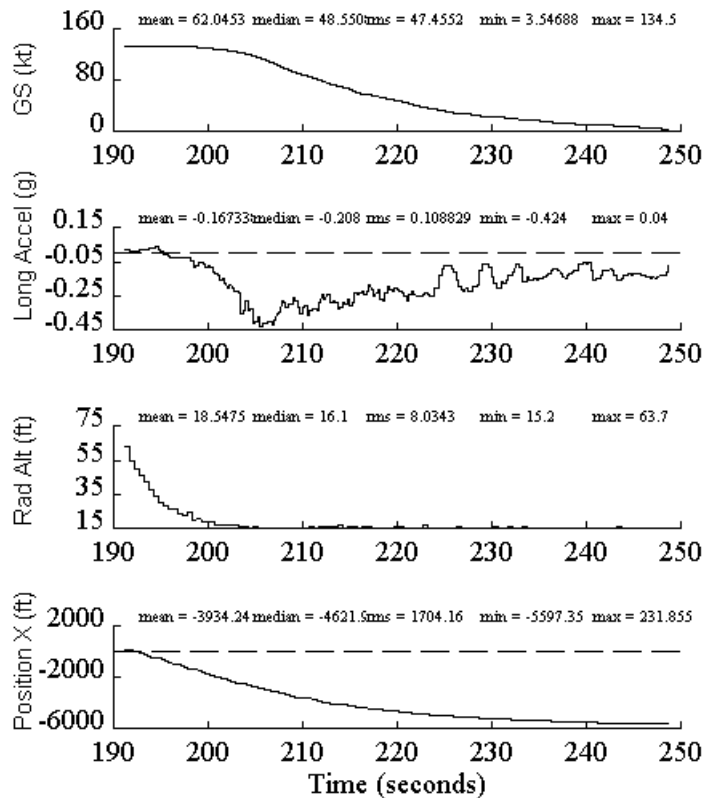 mean = 62.0453 median = 48.550 rms = 47.4552 min = 3.54688 max = 134.5
GS (kt)
160
80
0
190 200 210 220 230 240 250
mean = -0.16733 median = -0.208 rms = 0.108829 min = -0.424 max = 0.04
Long Accel (g)
0.15
-0.05
-0.25
-0.45
190 200 210 220 230 240 250
mean = 18.5475 median = 16.1 rms = 8.0343 min = 15.2 max = 63.7
Rad Alt (ft)
75
55
35
15
190 200 210 220 230 240 250
mean = -3934.24 median = -4621.9 rms = 1704.16 min = -5597.35 max = 231.855
Position X (ft)
2000
-2000
-6000
190 200 210 220 230 240 250
Time (seconds)